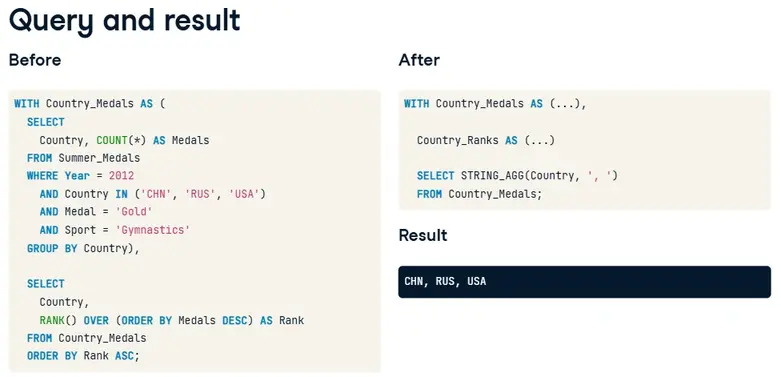 Query and result
Before
WITH Country_Medals AS (
SELECT
Country, COUNT(*) AS Medals
FROM Summer_Medals
WHERE Year = 2012
AND Country IN ('CHN', 'RUS', 'USA')
AND Medal = 'Gold'
AND Sport = 'Gymnastics'
GROUP BY Country),
SELECT
Country,
RANK() OVER (ORDER BY Medals DESC) AS Rank
FROM Country_Medals
ORDER BY Rank ASC;
After
WITH Country_Medals AS (...),
Country_Ranks AS (...)
SELECT STRING_AGG(Country, ', ')
FROM Country_Medals;
Result
CHN, RUS, USA